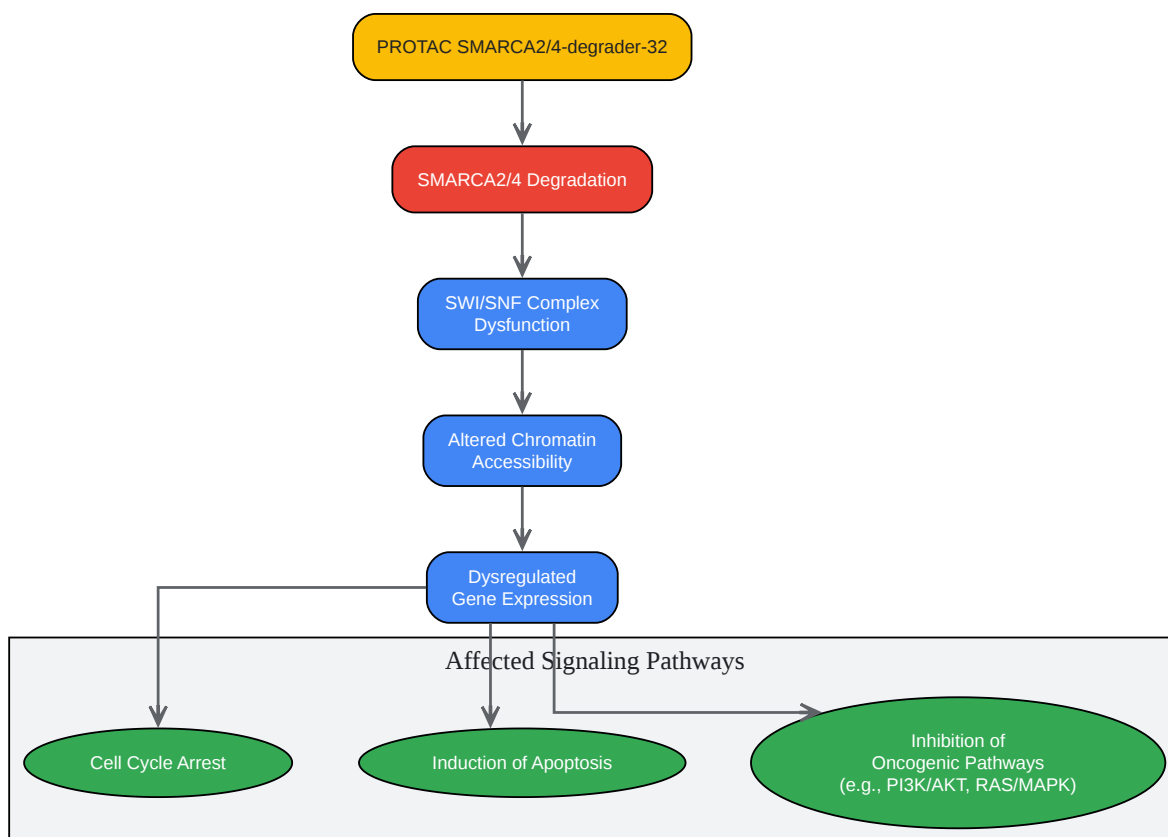 PROTAC SMARCA2/4-degrader-32
SMARCA2/4 Degradation
SWI/SNF Complex
Dysfunction
Altered Chromatin
Accessibility
Dysregulated
Gene Expression
Affected Signaling Pathways
Cell Cycle Arrest
Induction of Apoptosis
Inhibition of
Oncogenic Pathways
(e.g., PI3K/AKT, RAS/MAPK)